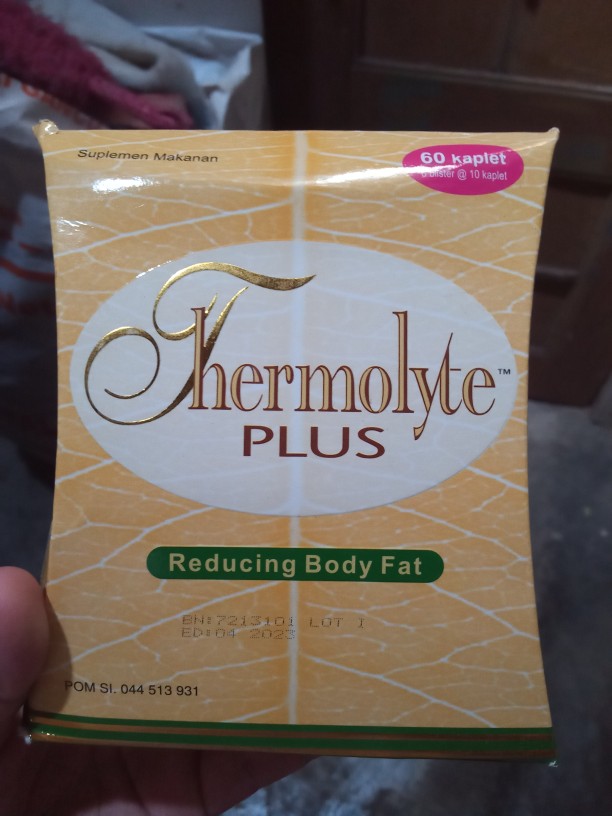 Suplemen Makanan
60 kaplet
6 blister @ 10 kaplet
Thermolyte™
PLUS
Reducing Body Fat
BN:7213101 LOT I
ED:04 2023
POM SI. 044 513 931